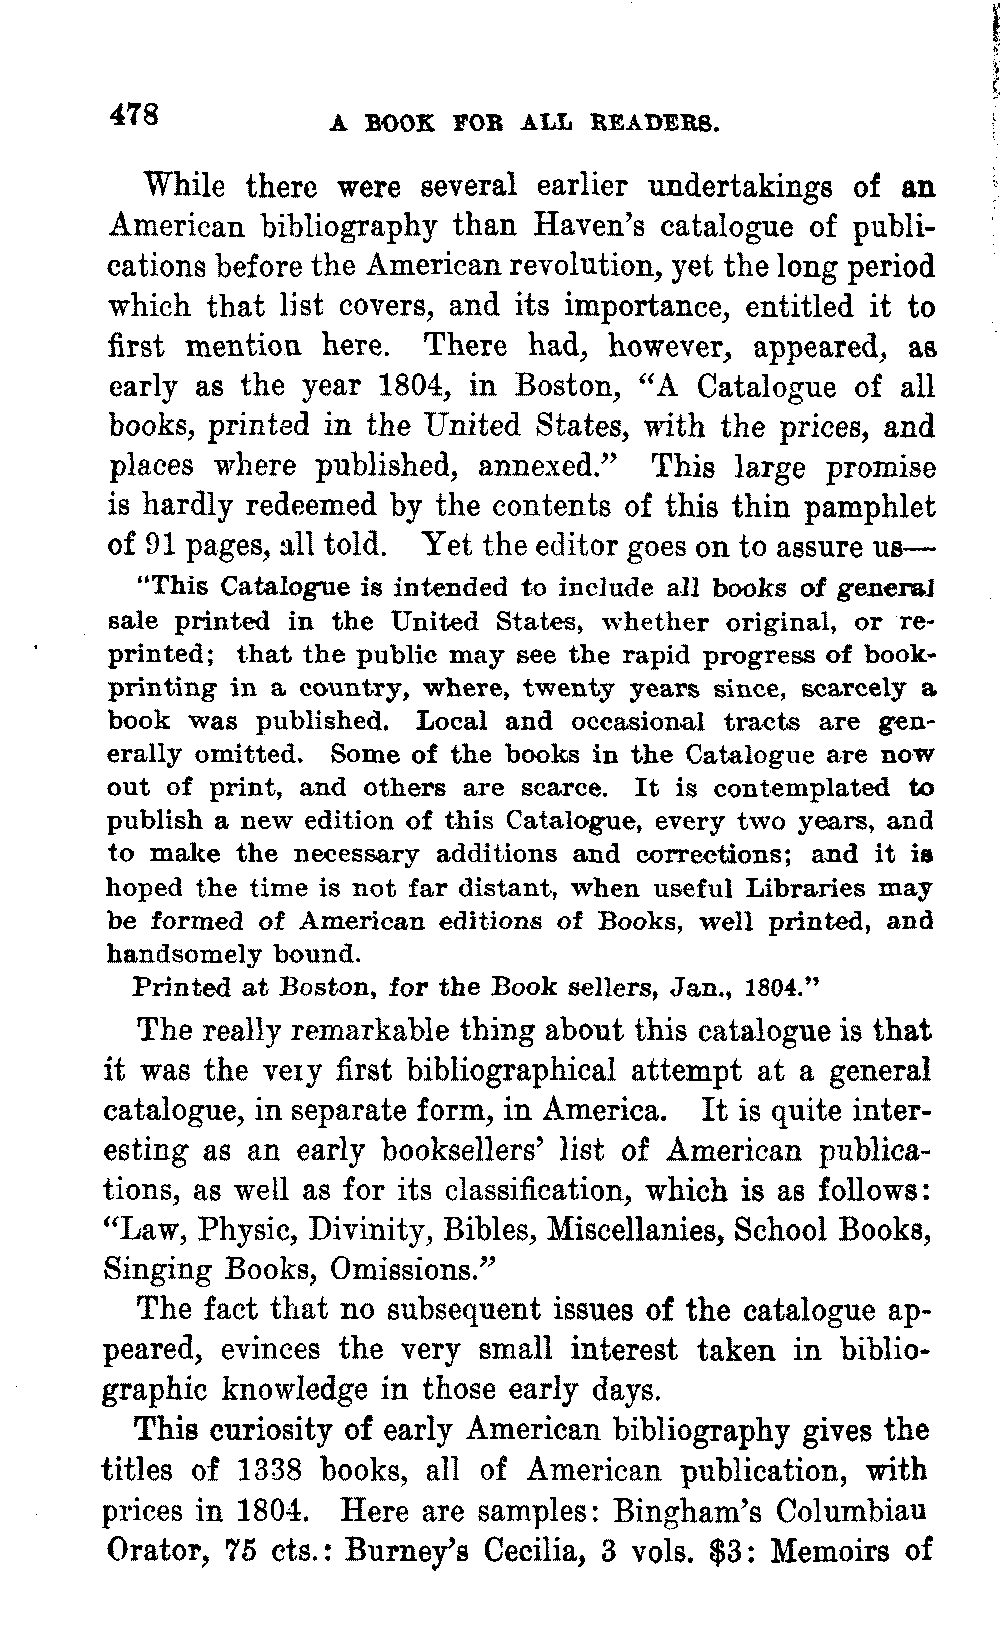 478
A BOOK FOR ALL READERS.
While there were several earlier undertakings of an
American bibliography than Haven's catalogue of publi-
cations before the American revolution, yet the long period
which that list covers, and its importance, entitled it to
first mention here. There had, however, appeared, as
early as the year 1804, in Boston, “A Catalogue of all
books, printed in the United States, with the prices, and
places where published, annexed.” This large promise
is hardly redeemed by the contents of this thin pamphlet
of 91 pages, all told. Yet the editor goes on to assure us—
“This Catalogue is intended to include all books of general
sale printed in the United States, whether original, or re-
printed; that the public may see the rapid progress of book-
printing in a country, where, twenty years since, scarcely a
book was published. Local and occasional tracts are gen-
erally omitted. Some of the books in the Catalogue are now
out of print, and others are scarce. It is contemplated to
publish a new edition of this Catalogue, every two years, and
to make the necessary additions and corrections; and it is
hoped the time is not far distant, when useful Libraries may
be formed of American editions of Books, well printed, and
handsomely bound.
Printed at Boston, for the Book sellers, Jan., 1804.”
The really remarkable thing about this catalogue is that
it was the very first bibliographical attempt at a general
catalogue, in separate form, in America. It is quite inter-
esting as an early booksellers' list of American publica-
tions, as well as for its classification, which is as follows:
“Law, Physic, Divinity, Bibles, Miscellanies, School Books,
Singing Books, Omissions.”
The fact that no subsequent issues of the catalogue ap-
peared, evinces the very small interest taken in biblio-
graphic knowledge in those early days.
This curiosity of early American bibliography gives the
titles of 1338 books, all of American publication, with
prices in 1804. Here are samples: Bingham's Columbiau
Orator, 75 cts.: Burney's Cecilia, 3 vols. $3: Memoirs of